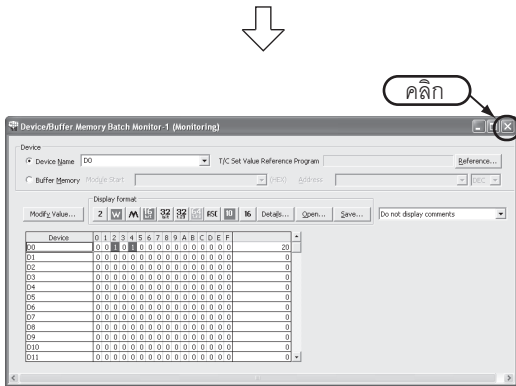 คลิก
Device/Buffer Memory Batch Monitor-1 (Monitoring)
Device
Device Name D0 T/C Set Value Reference Program Reference...
Buffer Memory Module Start (HEX) Address DEC
Display format
Modify Value... 2 W M 32 32 ASC 10 16 Details... Open... Save... Do not display comments
Device 0 1 2 3 4 5 6 7 8 9 A B C D E F
D0 0 0 1 0 1 0 0 0 0 0 0 0 0 0 0 0 20
D1 0 0 0 0 0 0 0 0 0 0 0 0 0 0 0 0 0
D2 0 0 0 0 0 0 0 0 0 0 0 0 0 0 0 0 0
D3 0 0 0 0 0 0 0 0 0 0 0 0 0 0 0 0 0
D4 0 0 0 0 0 0 0 0 0 0 0 0 0 0 0 0 0
D5 0 0 0 0 0 0 0 0 0 0 0 0 0 0 0 0 0
D6 0 0 0 0 0 0 0 0 0 0 0 0 0 0 0 0 0
D7 0 0 0 0 0 0 0 0 0 0 0 0 0 0 0 0 0
D8 0 0 0 0 0 0 0 0 0 0 0 0 0 0 0 0 0
D9 0 0 0 0 0 0 0 0 0 0 0 0 0 0 0 0 0
D10 0 0 0 0 0 0 0 0 0 0 0 0 0 0 0 0 0
D11 0 0 0 0 0 0 0 0 0 0 0 0 0 0 0 0 0